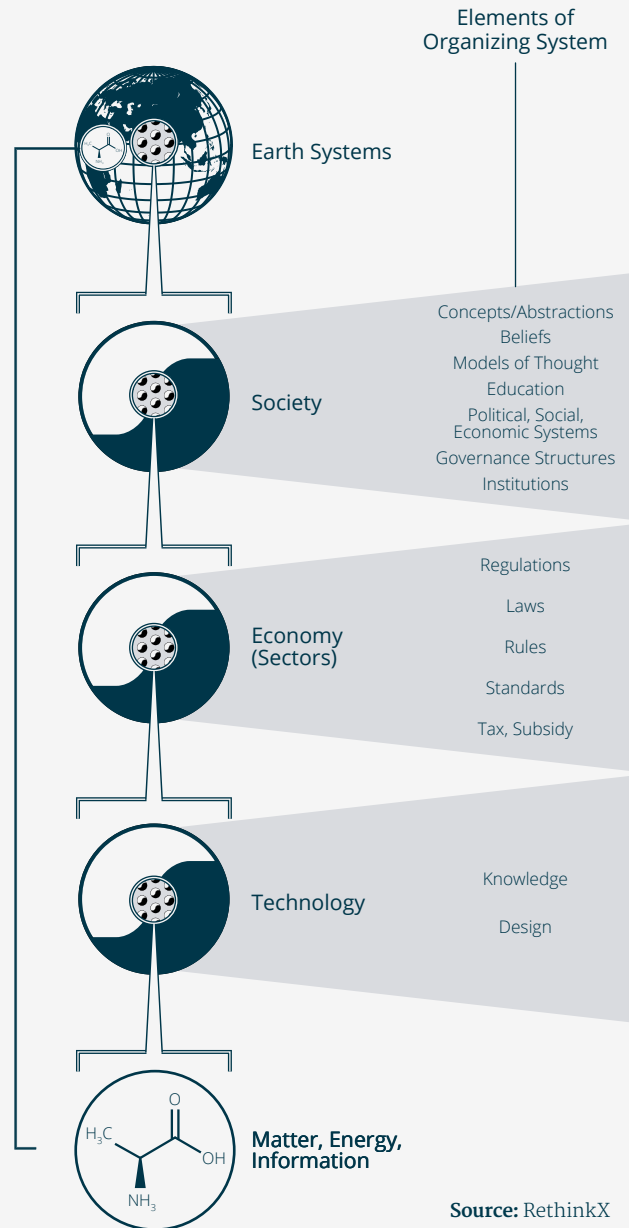 Elements of
Organizing System
Earth Systems
Concepts/Abstractions
Beliefs
Models of Thought
Education
Political, Social,
Economic Systems
Governance Structures
Institutions
Society
Regulations
Laws
Rules
Standards
Tax, Subsidy
Economy
(Sectors)
Knowledge
Design
Technology
O
H₃C
OH
NH₃
Matter, Energy,
Information
Source: RethinkX